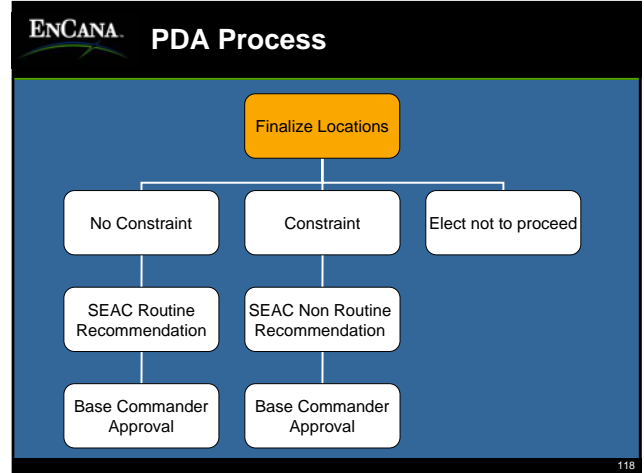 ENCANA.
PDA Process
Finalize Locations
No Constraint
Constraint
Elect not to proceed
SEAC Routine
Recommendation
SEAC Non Routine
Recommendation
Base Commander
Approval
Base Commander
Approval
118